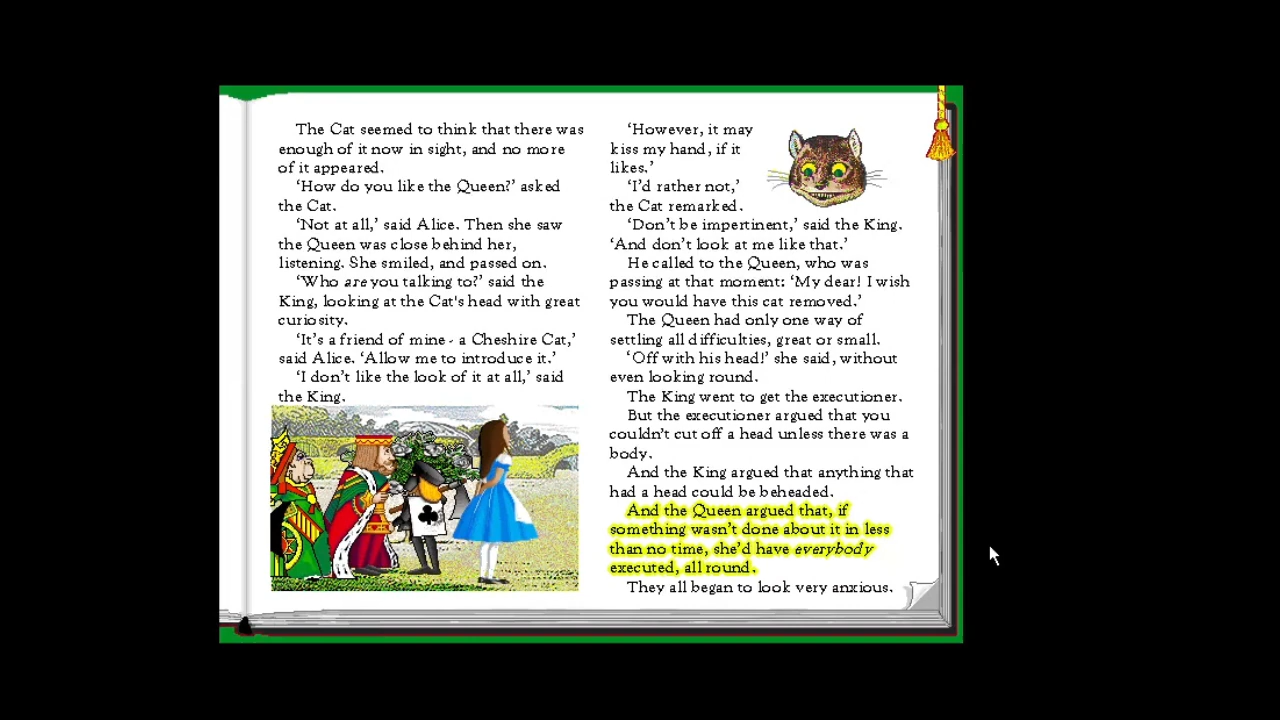 The Cat seemed to think that there was
enough of it now in sight, and no more
of it appeared.
‘How do you like the Queen?’ asked
the Cat.
‘Not at all,’ said Alice. Then she saw
the Queen was close behind her,
listening. She smiled, and passed on.
‘Who are you talking to?’ said the
King, looking at the Cat's head with great
curiosity.
‘It’s a friend of mine - a Cheshire Cat,’
said Alice. ‘Allow me to introduce it.’
‘I don’t like the look of it at all,’ said
the King.
‘However, it may
kiss my hand, if it
likes.’
‘I’d rather not,’
the Cat remarked.
‘Don’t be impertinent,’ said the King.
‘And don’t look at me like that.’
He called to the Queen, who was
passing at that moment: ‘My dear! I wish
you would have this cat removed.’
The Queen had only one way of
settling all difficulties, great or small.
‘Off with his head!’ she said, without
even looking round.
The King went to get the executioner.
But the executioner argued that you
couldn’t cut off a head unless there was a
body.
And the King argued that anything that
had a head could be beheaded.
And the Queen argued that, if
something wasn’t done about it in less
than no time, she’d have everybody
executed, all round.
They all began to look very anxious.